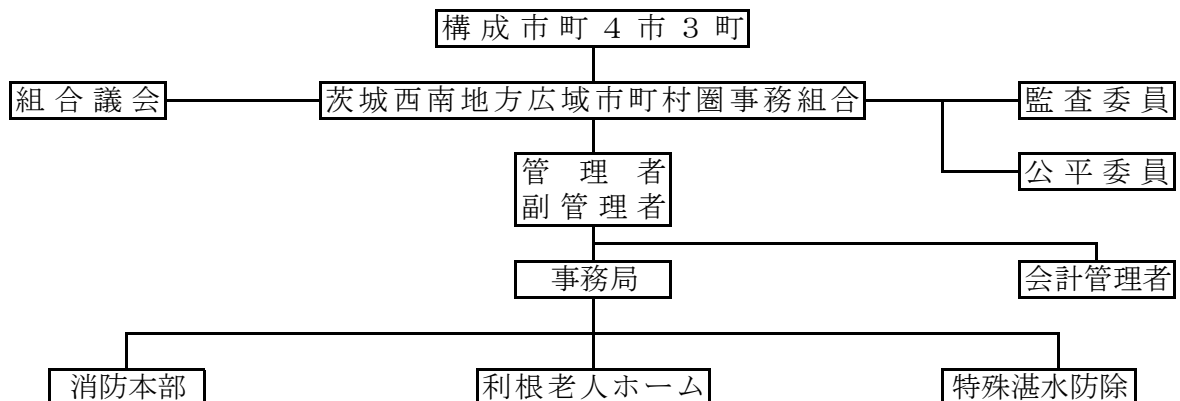 構成市町４市３町
組合議会
茨城西南地方広域市町村圏事務組合
監査委員
公平委員
管理者
副管理者
事務局
会計管理者
消防本部
利根老人ホーム
特殊湛水防除